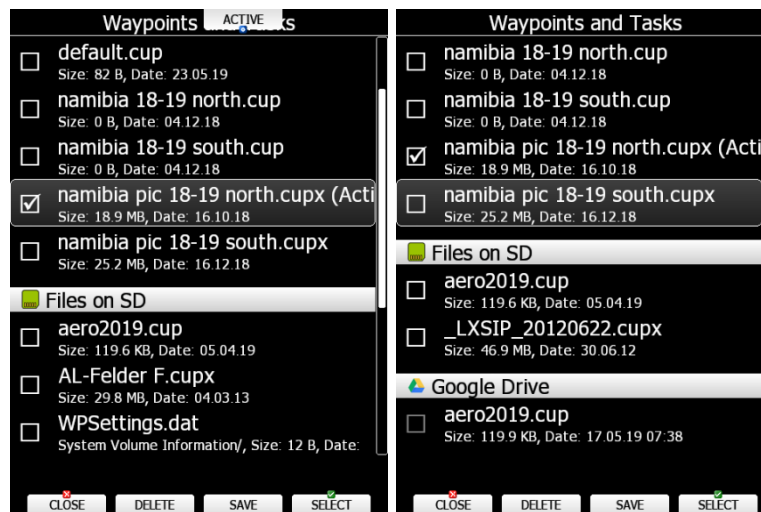 Waypoints and Tasks
ACTIVE
default.cup
Size: 82 B, Date: 23.05.19
namibia 18-19 north.cup
Size: 0 B, Date: 04.12.18
namibia 18-19 south.cup
Size: 0 B, Date: 04.12.18
namibia pic 18-19 north.cupx (Acti
Size: 18.9 MB, Date: 16.10.18
namibia pic 18-19 south.cupx
Size: 25.2 MB, Date: 16.12.18
Files on SD
aero2019.cup
Size: 119.6 KB, Date: 05.04.19
AL-Felder F.cupx
Size: 29.8 MB, Date: 04.03.13
WPSettings.dat
System Volume Information/, Size: 12 B, Date:
CLOSE DELETE SAVE SELECT
Waypoints and Tasks
namibia 18-19 north.cup
Size: 0 B, Date: 04.12.18
namibia 18-19 south.cup
Size: 0 B, Date: 04.12.18
namibia pic 18-19 north.cupx (Acti
Size: 18.9 MB, Date: 16.10.18
namibia pic 18-19 south.cupx
Size: 25.2 MB, Date: 16.12.18
Files on SD
aero2019.cup
Size: 119.6 KB, Date: 05.04.19
_LXSIP_20120622.cupx
Size: 46.9 MB, Date: 30.06.12
Google Drive
aero2019.cup
Size: 119.9 KB, Date: 17.05.19 07:38
CLOSE DELETE SAVE SELECT